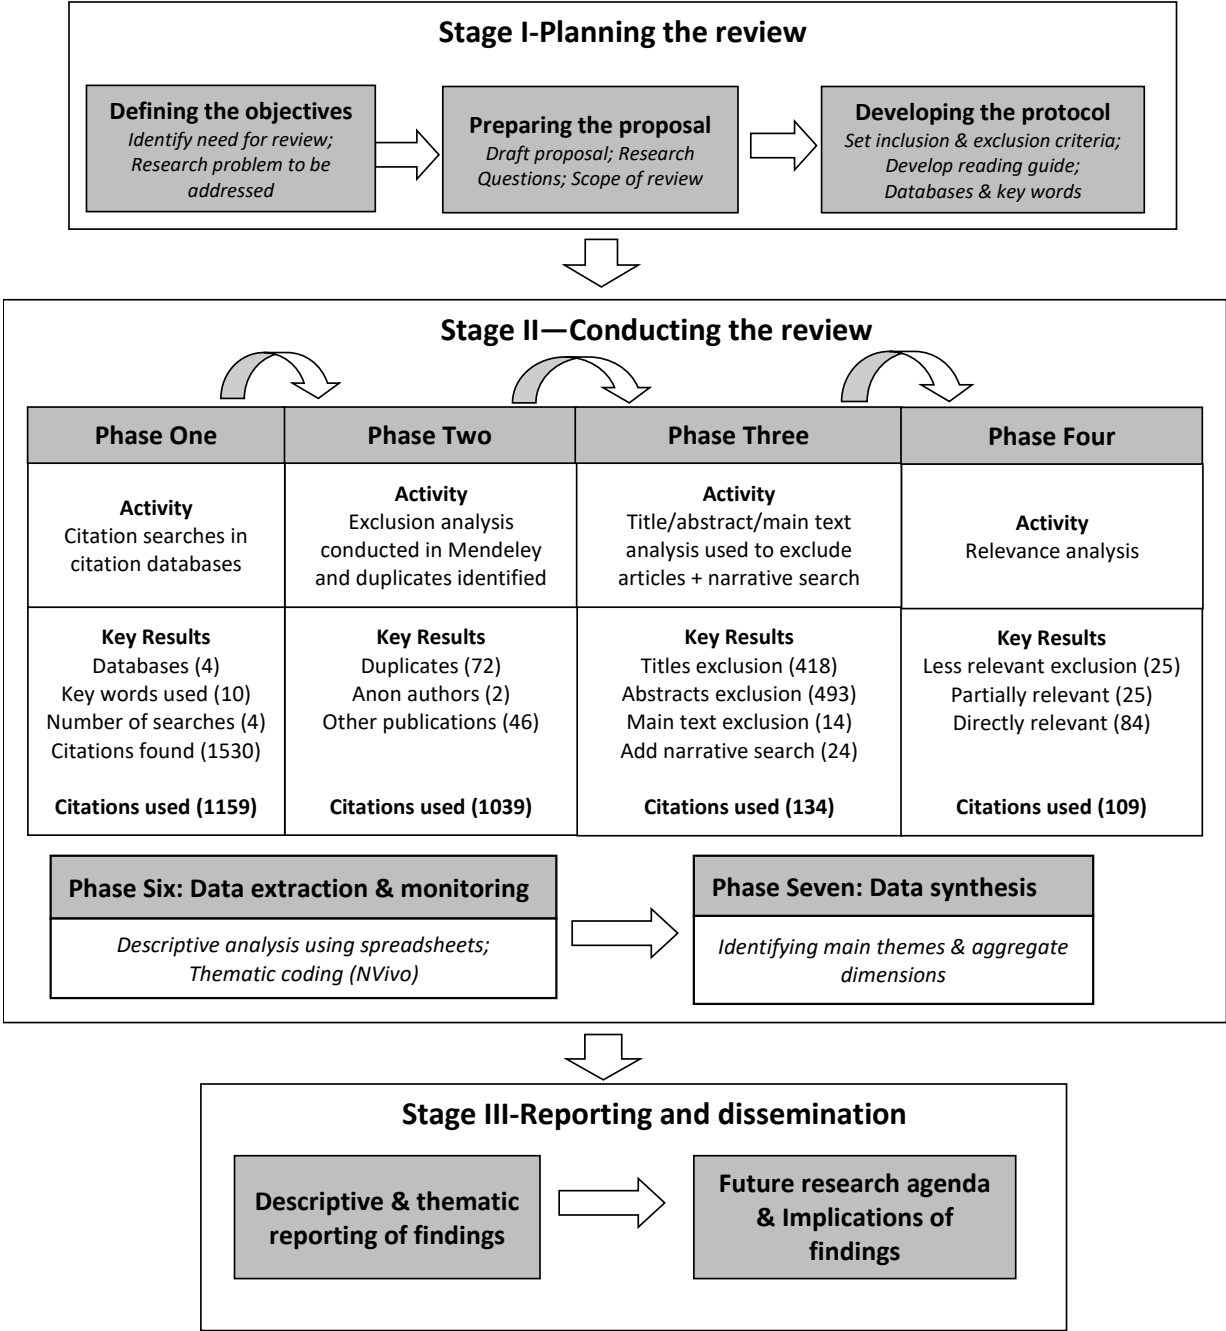 Stage I-Planning the review
Defining the objectives
Identify need for review;
Research problem to be
addressed
Preparing the proposal
Draft proposal; Research
Questions; Scope of review
Developing the protocol
Set inclusion & exclusion criteria;
Develop reading guide;
Databases & key words
Stage II—Conducting the review
Phase One
Phase Two
Phase Three
Phase Four
Activity
Citation searches in
citation databases
Activity
Exclusion analysis
conducted in Mendeley
and duplicates identified
Activity
Title/abstract/main text
analysis used to exclude
articles + narrative search
Activity
Relevance analysis
Key Results
Databases (4)
Key words used (10)
Number of searches (4)
Citations found (1530)
Citations used (1159)
Key Results
Duplicates (72)
Anon authors (2)
Other publications (46)
Citations used (1039)
Key Results
Titles exclusion (418)
Abstracts exclusion (493)
Main text exclusion (14)
Add narrative search (24)
Citations used (134)
Key Results
Less relevant exclusion (25)
Partially relevant (25)
Directly relevant (84)
Citations used (109)
Phase Six: Data extraction & monitoring
Descriptive analysis using spreadsheets;
Thematic coding (NVivo)
Phase Seven: Data synthesis
Identifying main themes & aggregate
dimensions
Stage III-Reporting and dissemination
Descriptive & thematic
reporting of findings
Future research agenda
& Implications of
findings